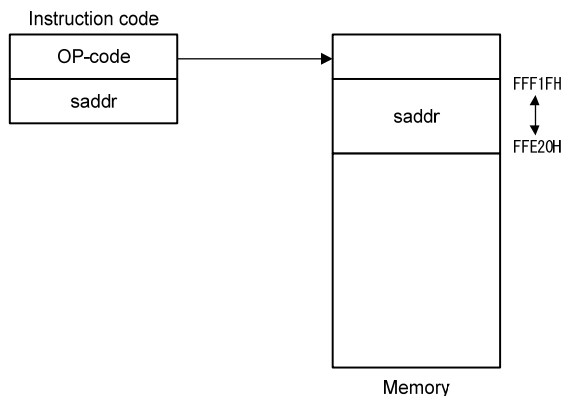 Instruction code
OP-code
saddr
FFF1FH
saddr
FFE20H
Memory